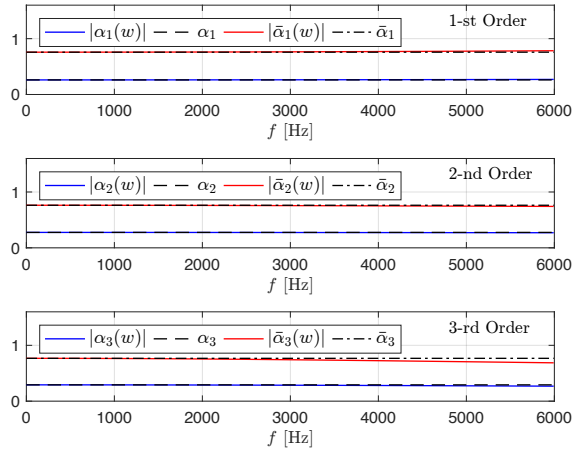 1-st Order
|α₁(w)| α₁ |ᾱ₁(w)| ᾱ₁
1
0
0 1000 2000 3000 4000 5000 6000
f [Hz]
2-nd Order
|α₂(w)| α₂ |ᾱ₂(w)| ᾱ₂
1
0
0 1000 2000 3000 4000 5000 6000
f [Hz]
3-rd Order
|α₃(w)| α₃ |ᾱ₃(w)| ᾱ₃
1
0
0 1000 2000 3000 4000 5000 6000
f [Hz]